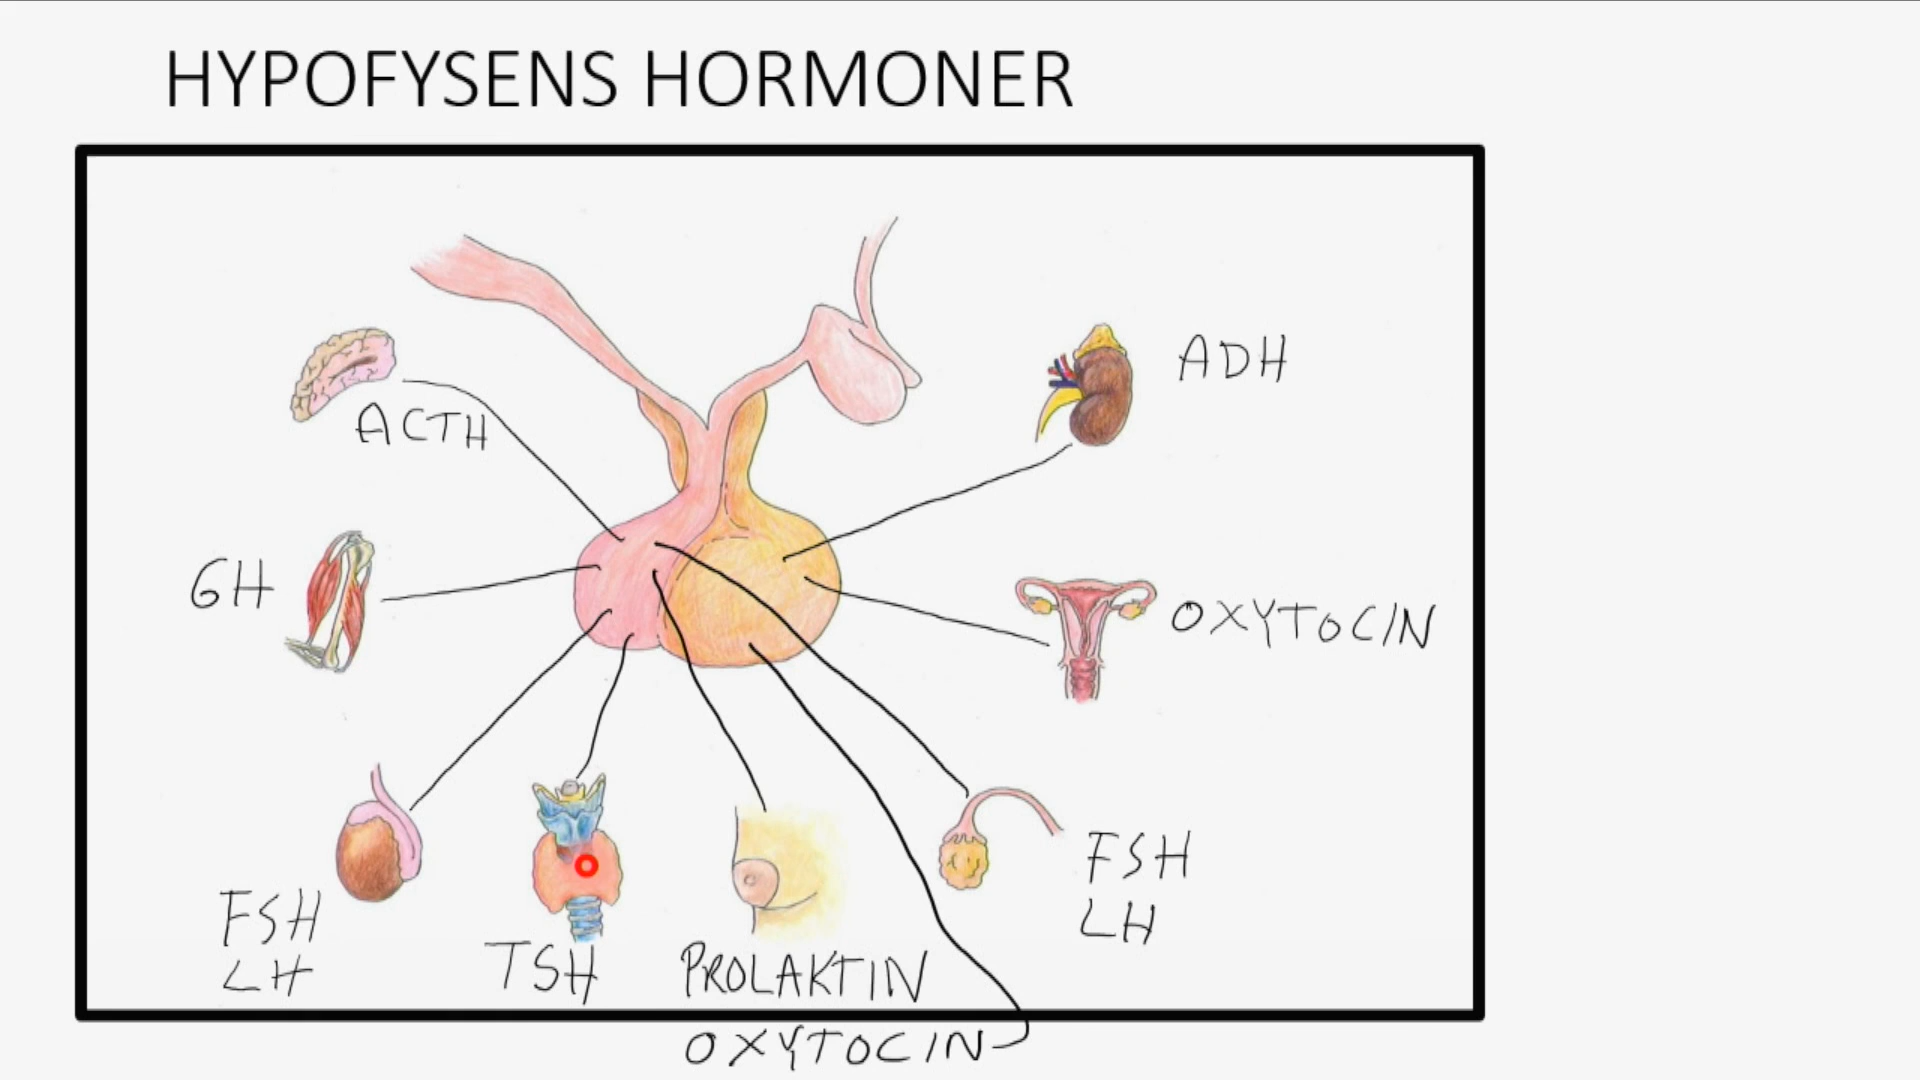 HYPOFYSENS HORMONER
ADH
ACTH
GH
OXYTOCIN
FSH
LH
FSH
LH
TSH
PROLAKTIN
OXYTOCIN